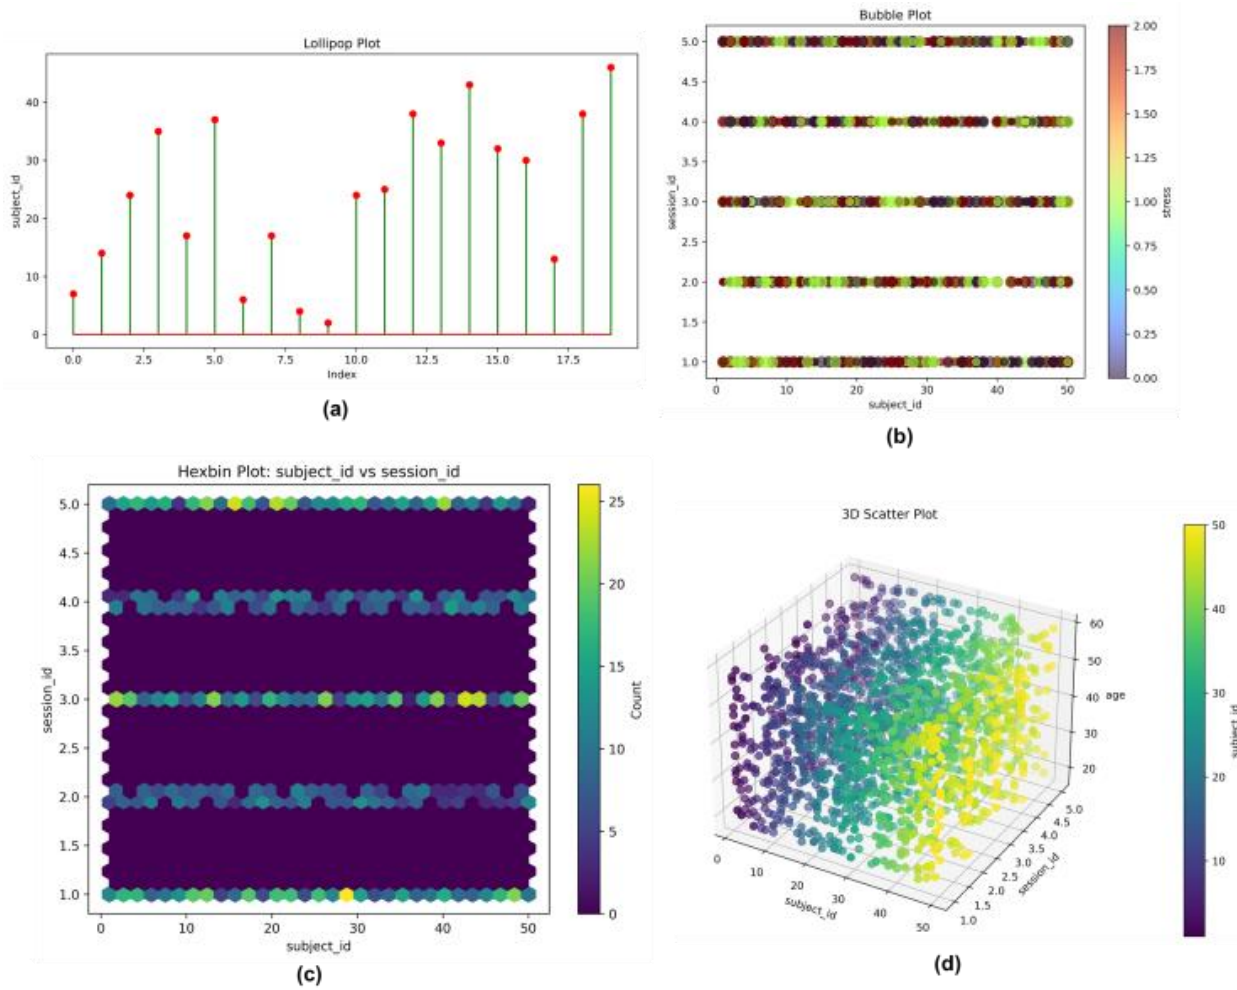 Lollipop Plot
subject_id
40
30
20
10
0
0.0 2.5 5.0 7.5 10.0 12.5 15.0 17.5
Index
(a)
Bubble Plot
session_id
5.0
4.5
4.0
3.5
3.0
2.5
2.0
1.5
1.0
0 10 20 30 40 50
subject_id
2.00
1.75
1.50
1.25
1.00
0.75
0.50
0.25
0.00
stress
(b)
Hexbin Plot: subject_id vs session_id
session_id
5.0
4.5
4.0
3.5
3.0
2.5
2.0
1.5
1.0
0 10 20 30 40 50
subject_id
25
20
15
10
5
0
Count
(c)
3D Scatter Plot
60
50
40
30
20
age
0 10 20 30 40 50
subject_id
1.0 1.5 2.0 2.5 3.0 3.5 4.0 4.5 5.0
session_id
50
40
30
20
10
subject_id
(d)